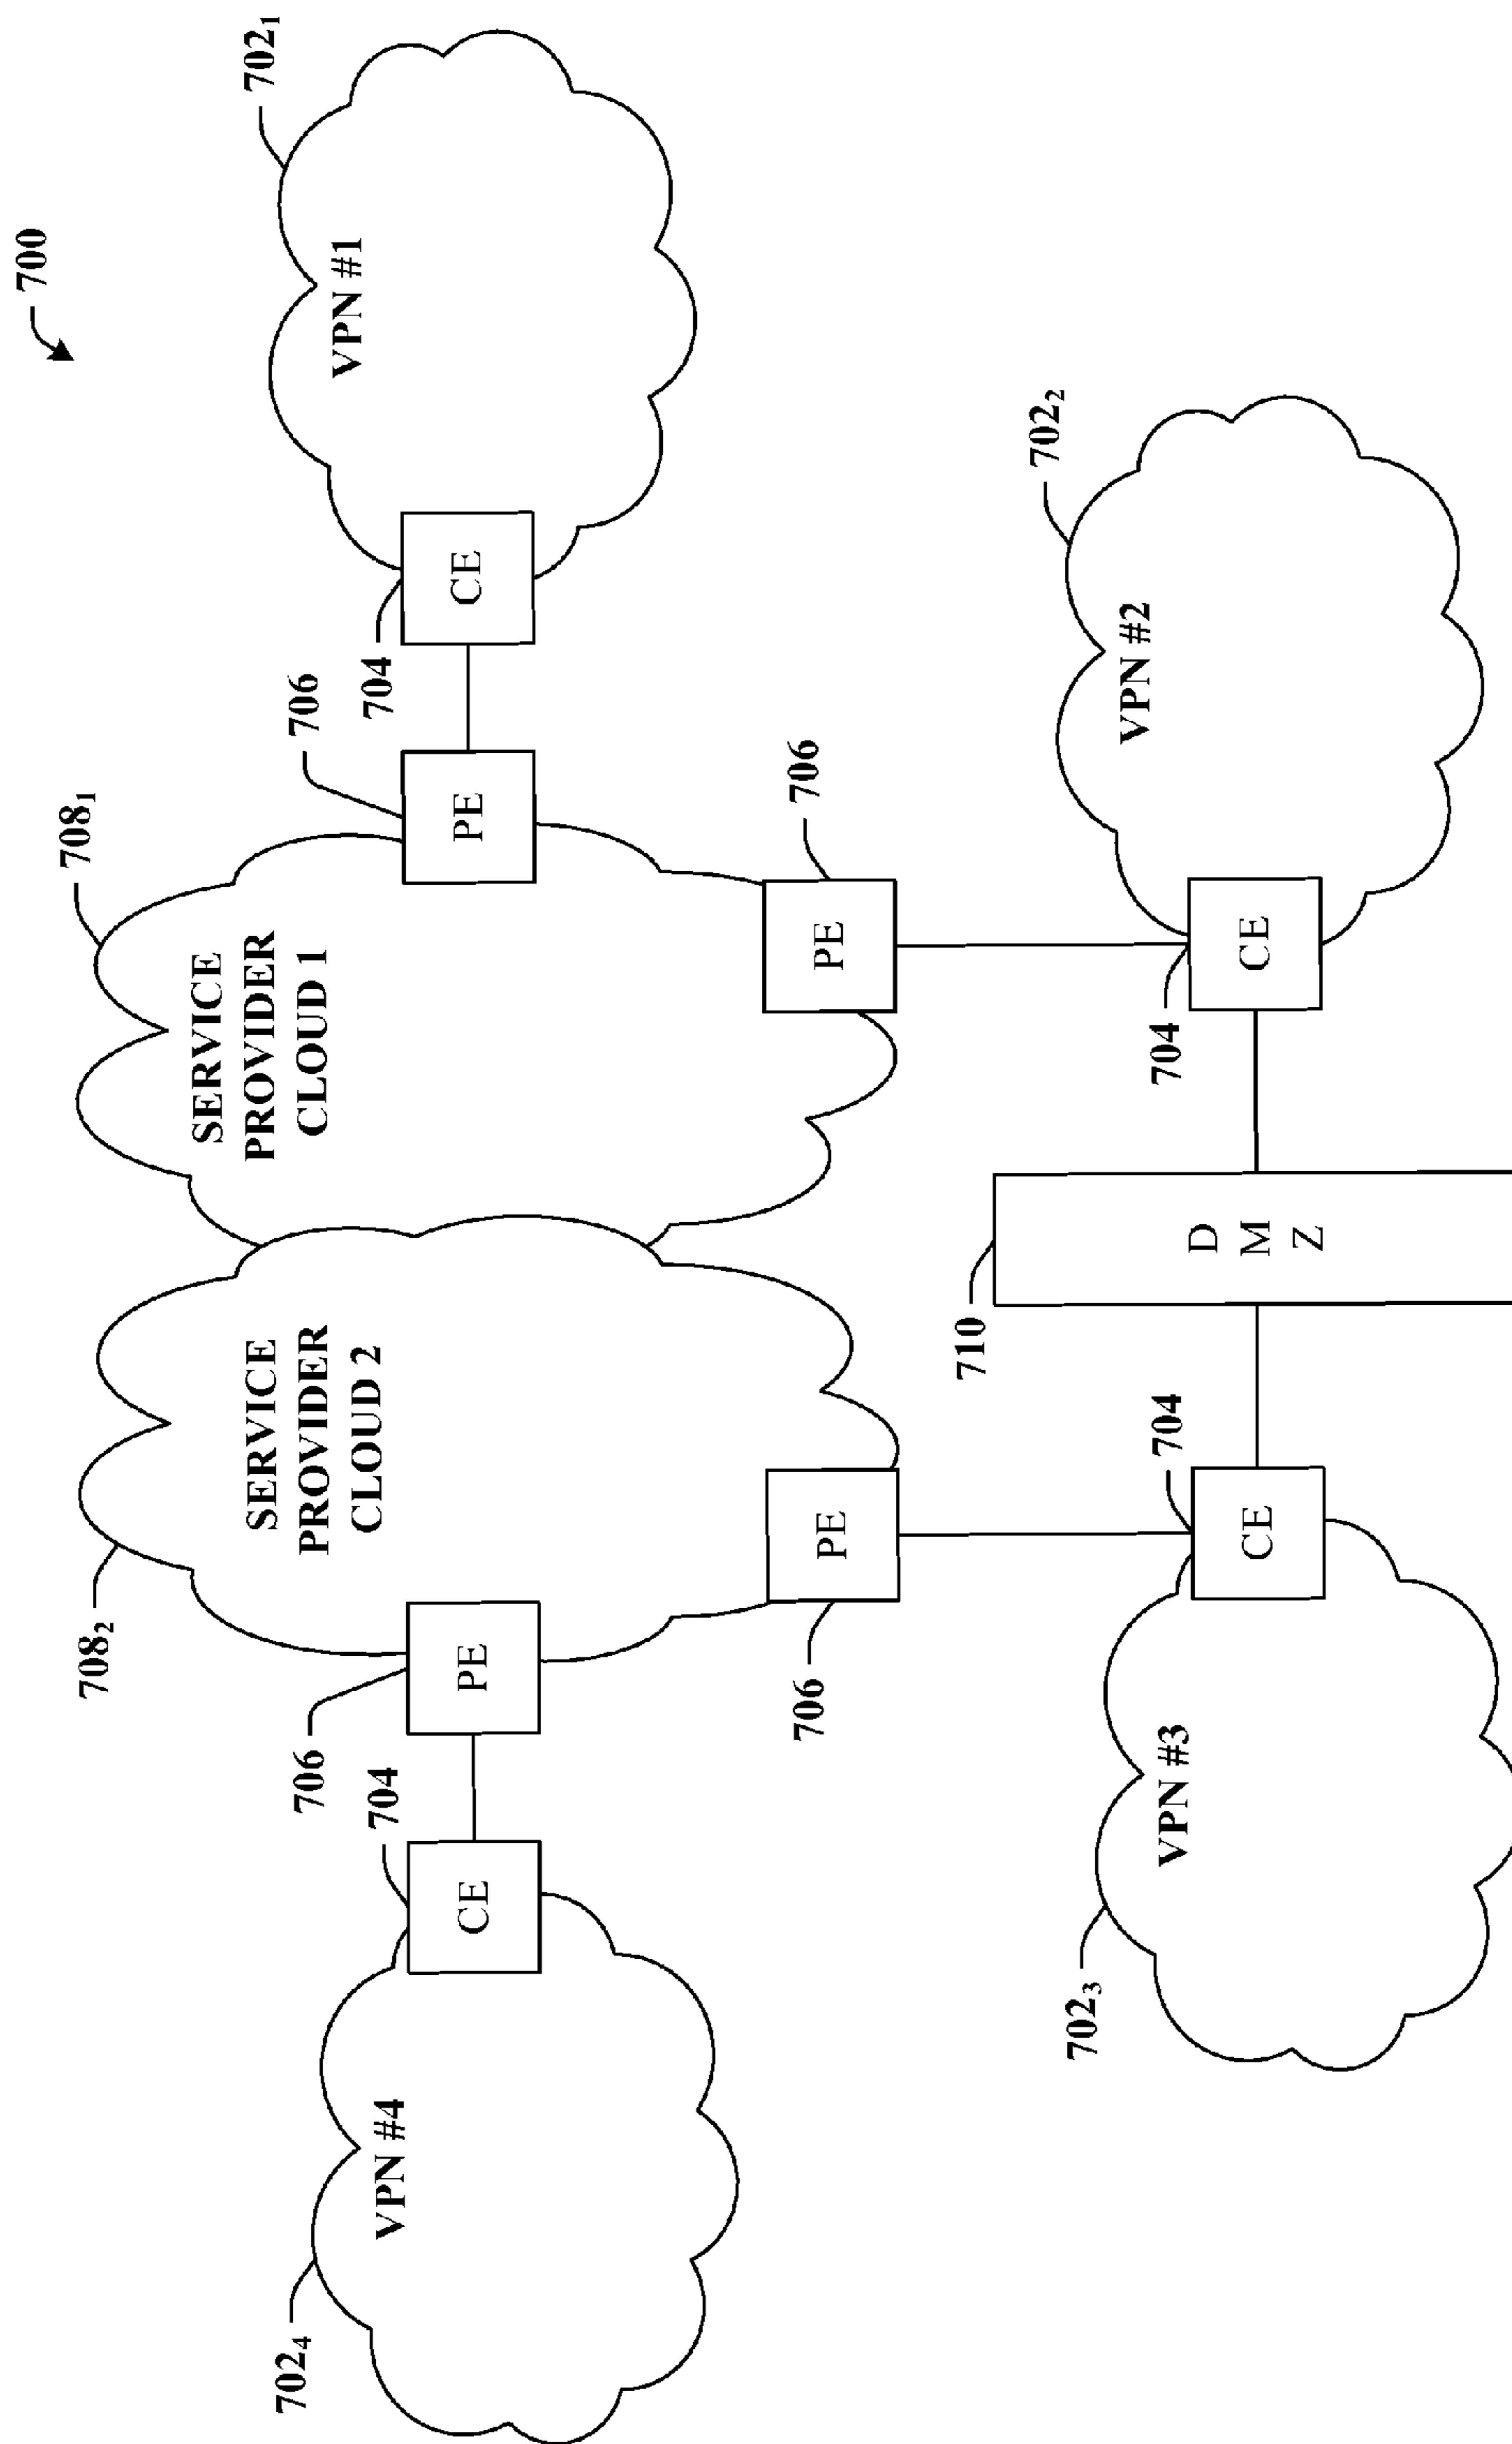 700
708₂
708₁
SERVICE
PROVIDER
CLOUD 1
SERVICE
PROVIDER
CLOUD 2
702₄
702₁
706
706
704
704
VPN #4
VPN #1
CE
PE
PE
CE
706
706
PE
PE
710
702₃
702₂
704
704
VPN #3
VPN #2
CE
D
M
Z
CE